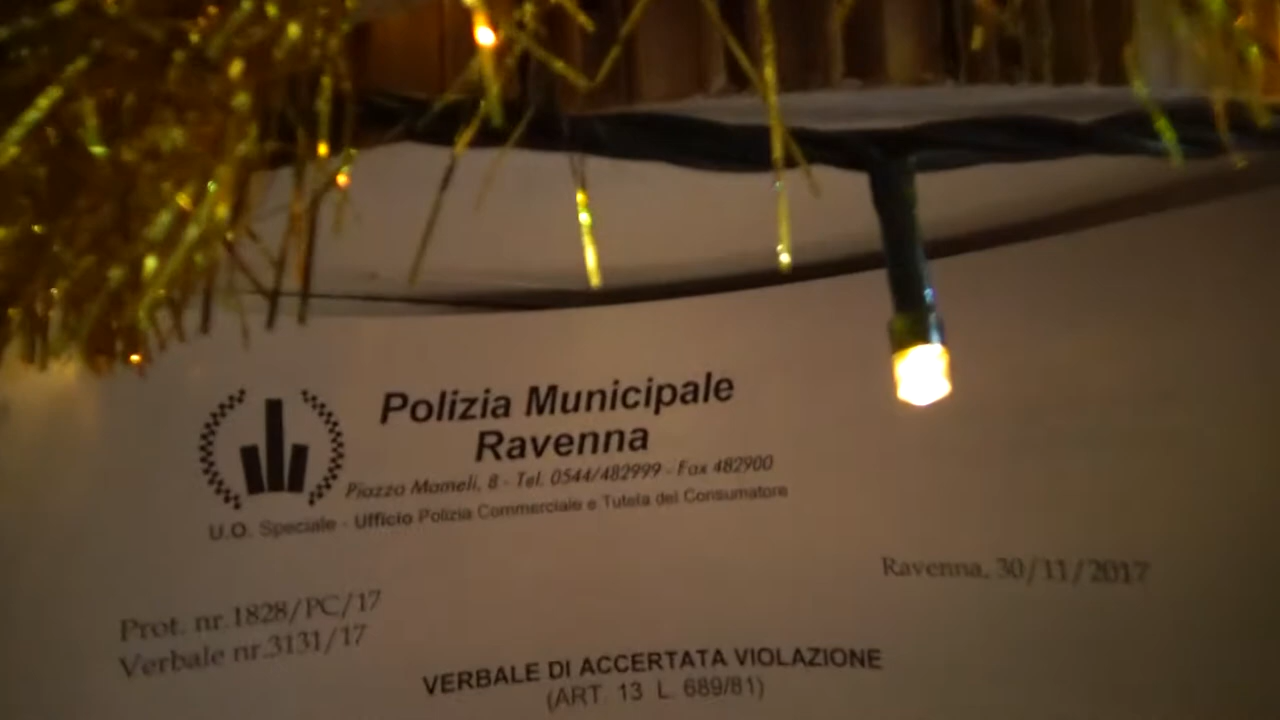 Polizia Municipale
Ravenna
Piazza Mameli, 8 - Tel. 0544/482999 - Fax 482900
U.O. Speciale - Ufficio Polizia Commerciale e Tutela del Consumatore
Ravenna, 30/11/2017
Prot. nr.1828/PC/17
Verbale nr.3131/17
VERBALE DI ACCERTATA VIOLAZIONE
(ART. 13 L. 689/81)